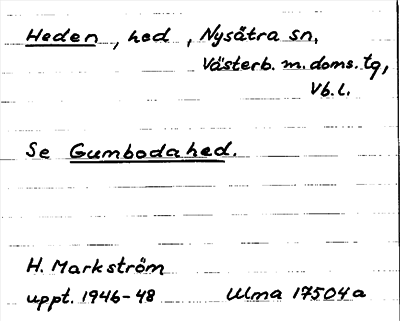 Heden, hed, Nysätra sn,
Västerb. m. doms. tg,
Vb. l.
Se Gumbodahed.
H. Markström
uppt. 1946-48 Ulma 17504a